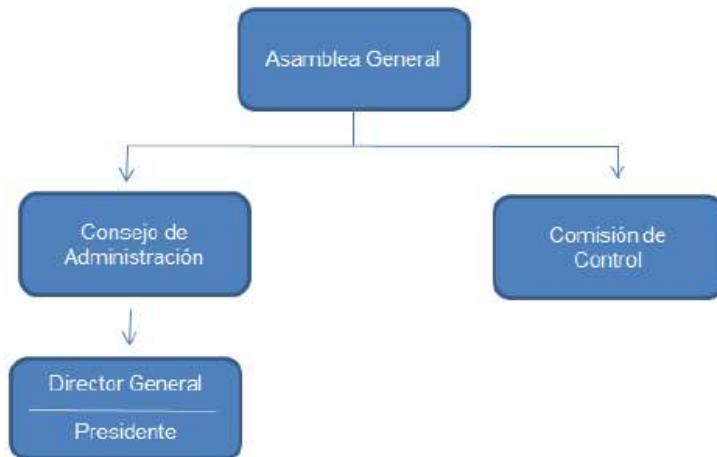 Asamblea General
Consejo de
Administración
Comisión de
Control
Director General
Presidente